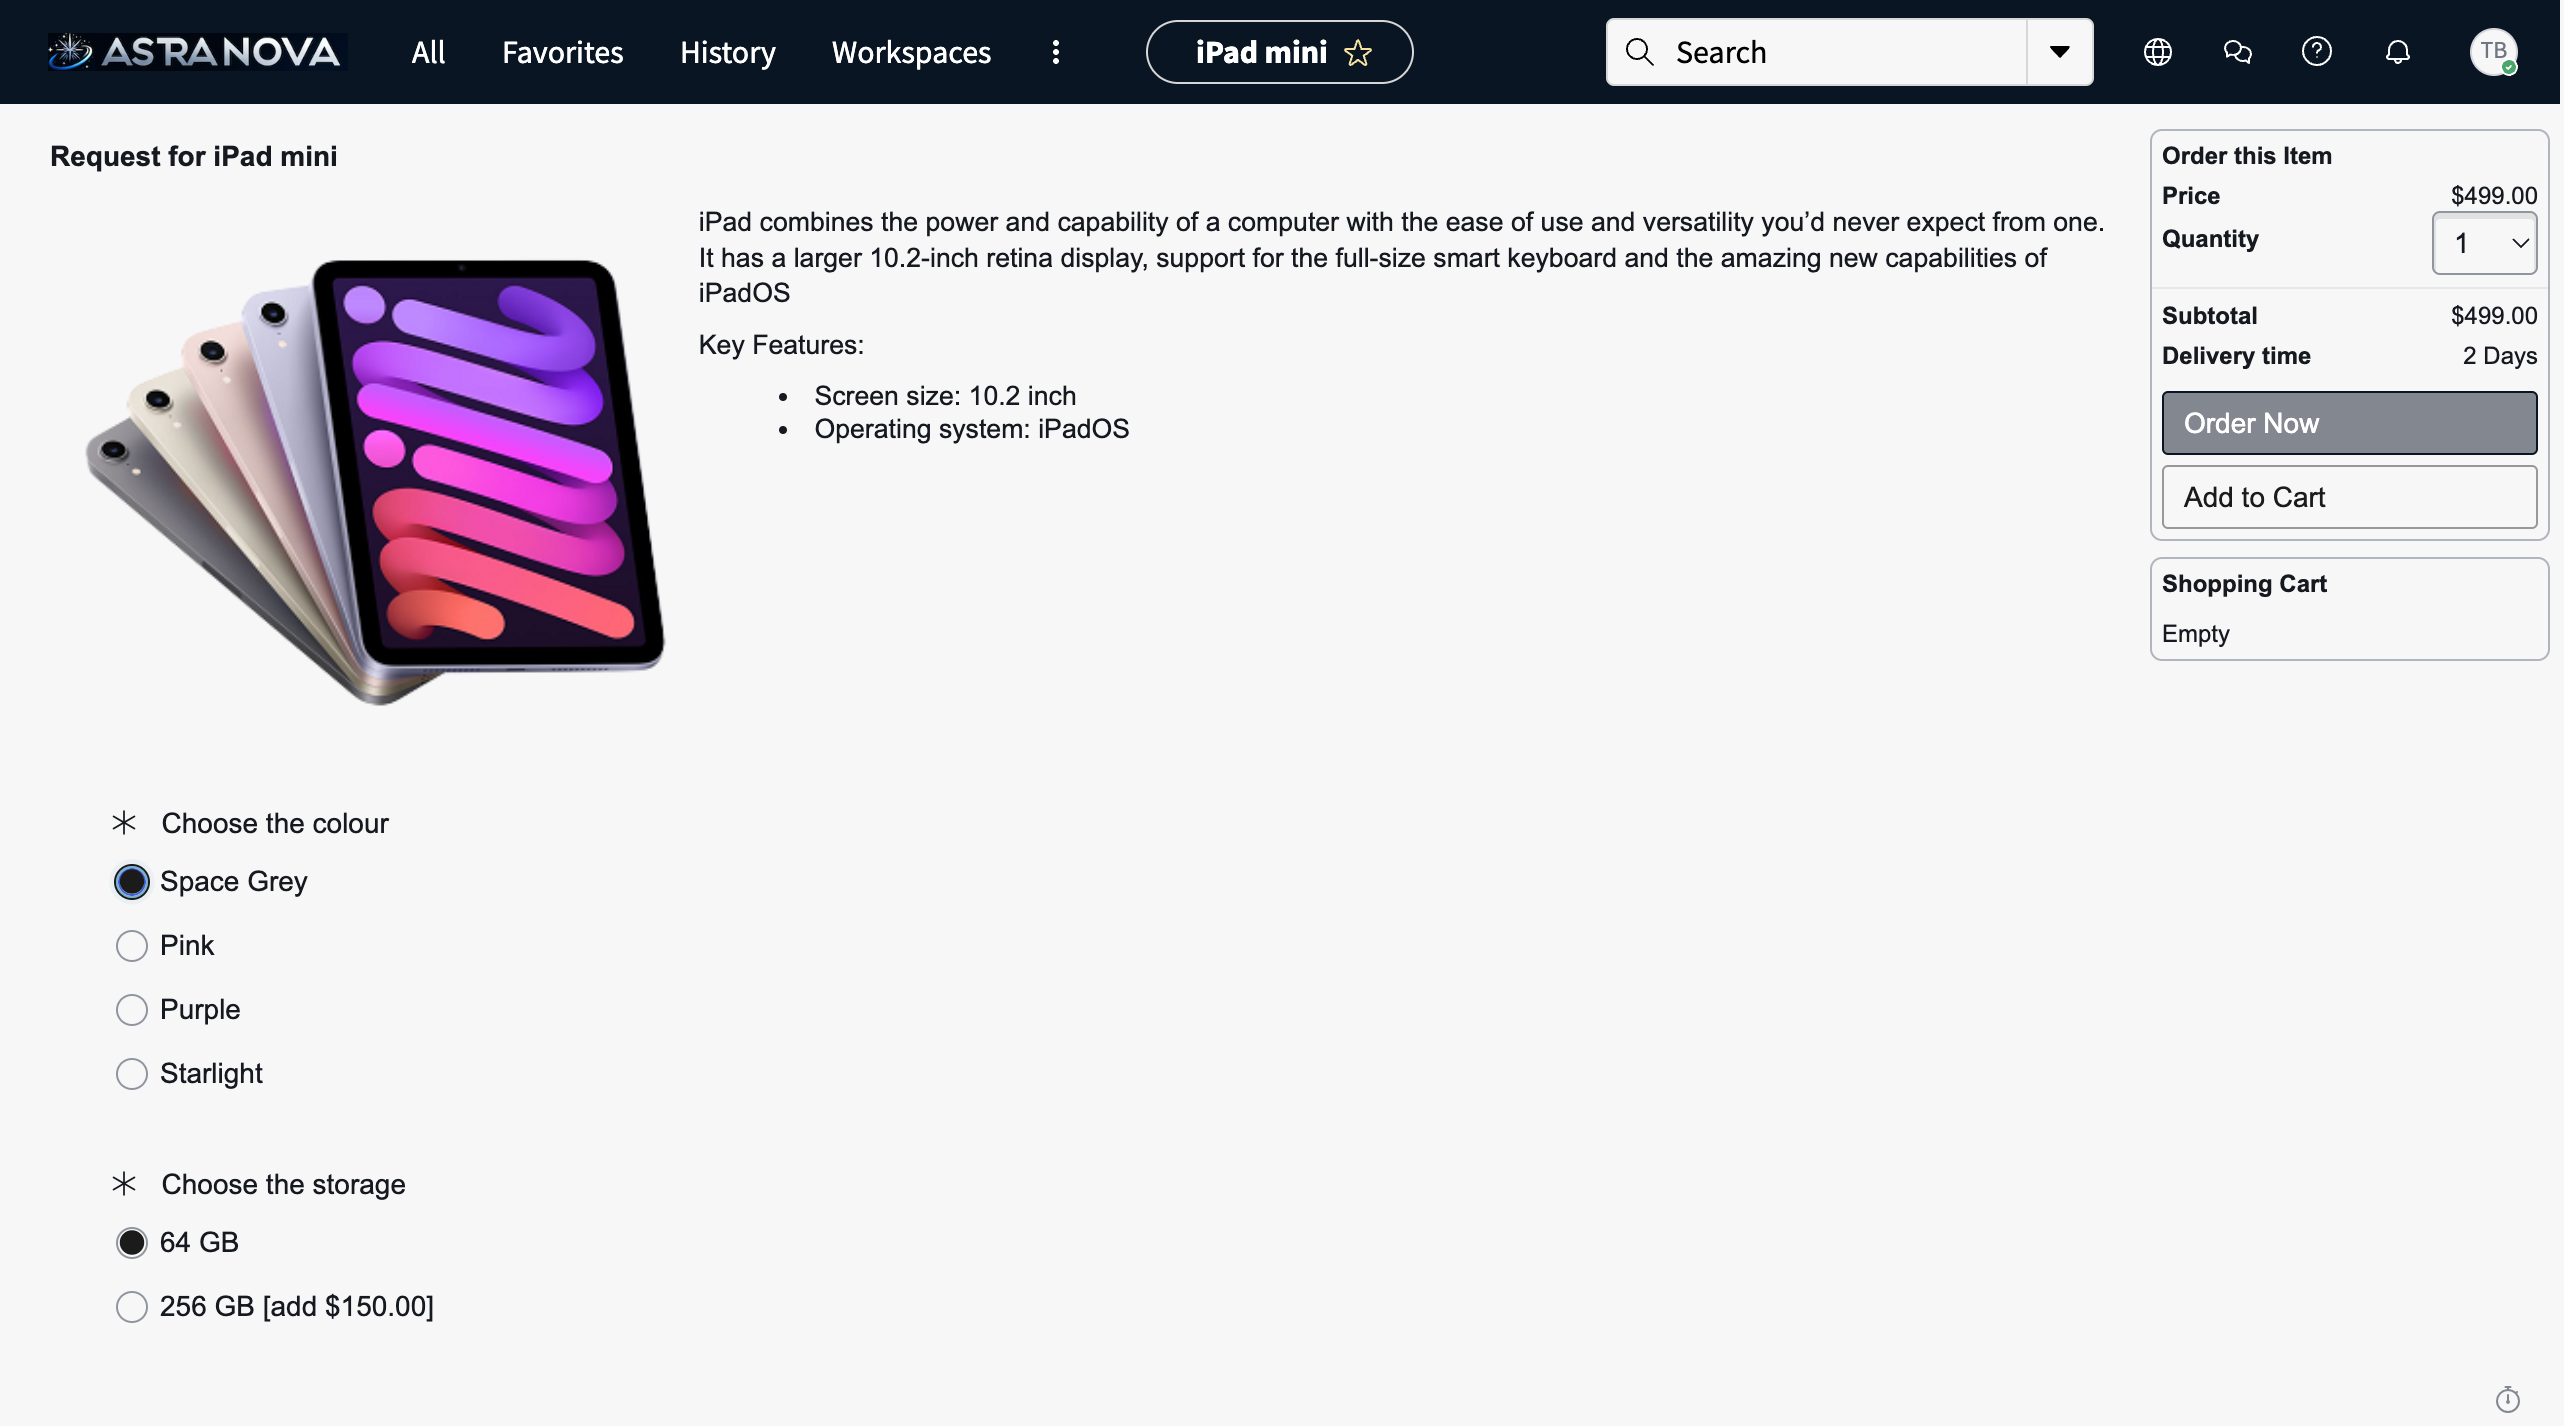 ASTRANOVA
All
Favorites
History
Workspaces
iPad mini
Search
TB
Request for iPad mini
iPad combines the power and capability of a computer with the ease of use and versatility you’d never expect from one.
It has a larger 10.2-inch retina display, support for the full-size smart keyboard and the amazing new capabilities of
iPadOS
Key Features:
• Screen size: 10.2 inch
• Operating system: iPadOS
Order this Item
Price $499.00
Quantity 1
Subtotal $499.00
Delivery time 2 Days
Order Now
Add to Cart
Shopping Cart
Empty
Choose the colour
Space Grey
Pink
Purple
Starlight
Choose the storage
64 GB
256 GB [add $150.00]